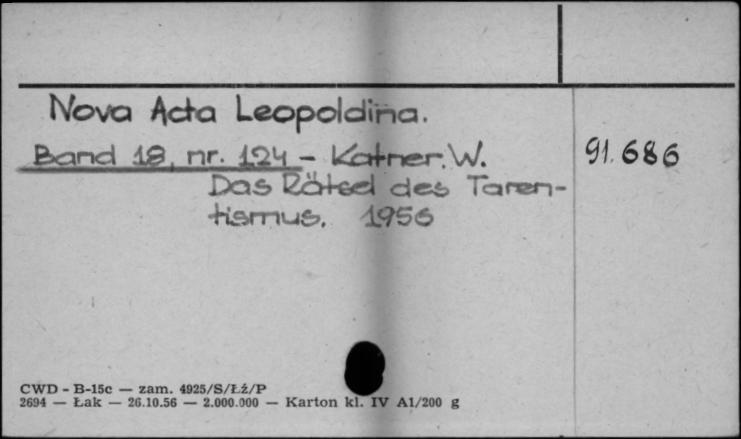 Nova Acta Leopoldina.
Band 18, nr. 124 - Katner. W. 91.686
Das Rätsel des Taren-
tismus. 1956
CWD - B-15c — zam. 4925/S/Łź/P
2694 — Łak — 26.10.56 — 2.000.000 — Karton kl. IV A1/200 g